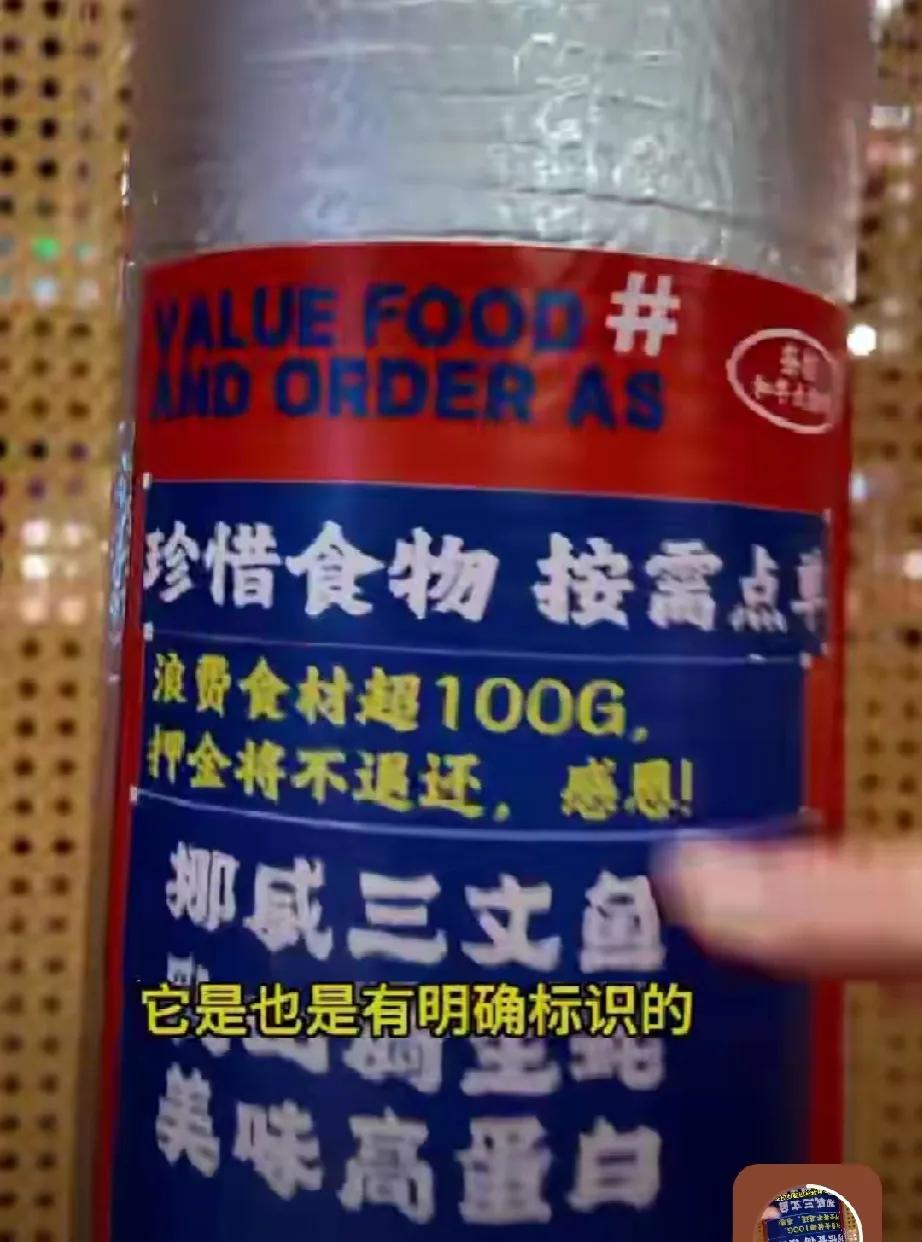 VALUE FOOD #
AND ORDER AS
珍惜食物 按需点
浪费食材超100G,
押金将不退还，感恩!
挪威三文鱼
它是也是有明确标识的
美味高蛋白